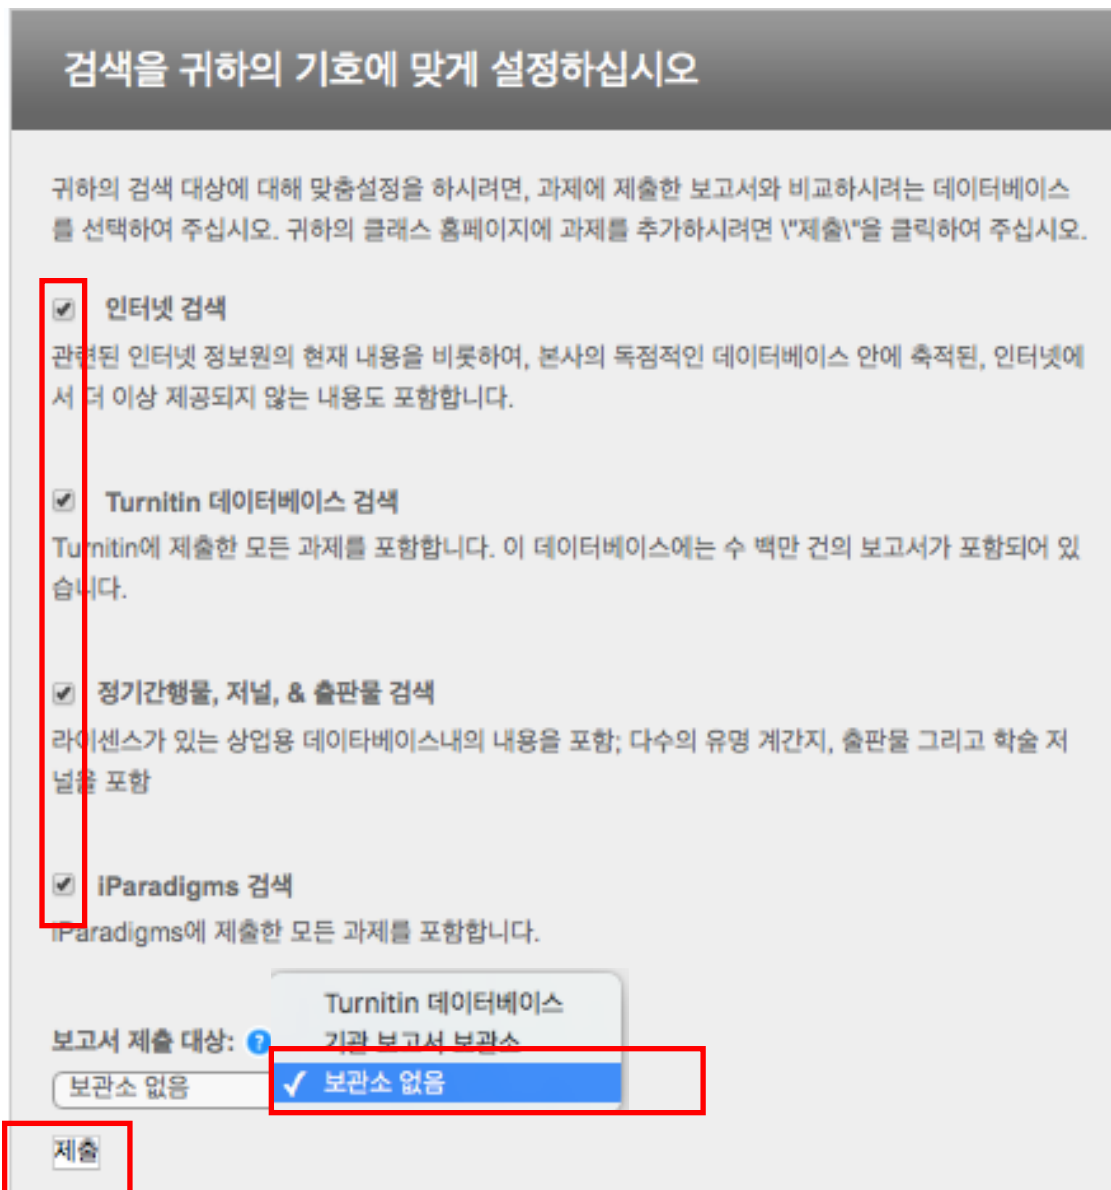 검색을 귀하의 기호에 맞게 설정하십시오
귀하의 검색 대상에 대해 맞춤설정을 하시려면, 과제에 제출한 보고서와 비교하시려는 데이터베이스
를 선택하여 주십시오. 귀하의 클래스 홈페이지에 과제를 추가하시려면 \"제출\"을 클릭하여 주십시오.
인터넷 검색
관련된 인터넷 정보원의 현재 내용을 비롯하여, 본사의 독점적인 데이터베이스 안에 축적된, 인터넷에
서 더 이상 제공되지 않는 내용도 포함합니다.
Turnitin 데이터베이스 검색
Turnitin에 제출한 모든 과제를 포함합니다. 이 데이터베이스에는 수 백만 건의 보고서가 포함되어 있
습니다.
정기간행물, 저널, & 출판물 검색
라이센스가 있는 상업용 데이타베이스내의 내용을 포함; 다수의 유명 계간지, 출판물 그리고 학술 저
널을 포함
iParadigms 검색
iParadigms에 제출한 모든 과제를 포함합니다.
Turnitin 데이터베이스
보고서 제출 대상: ? 기관 보고서 보관소
보관소 없음 ✓ 보관소 없음
제출